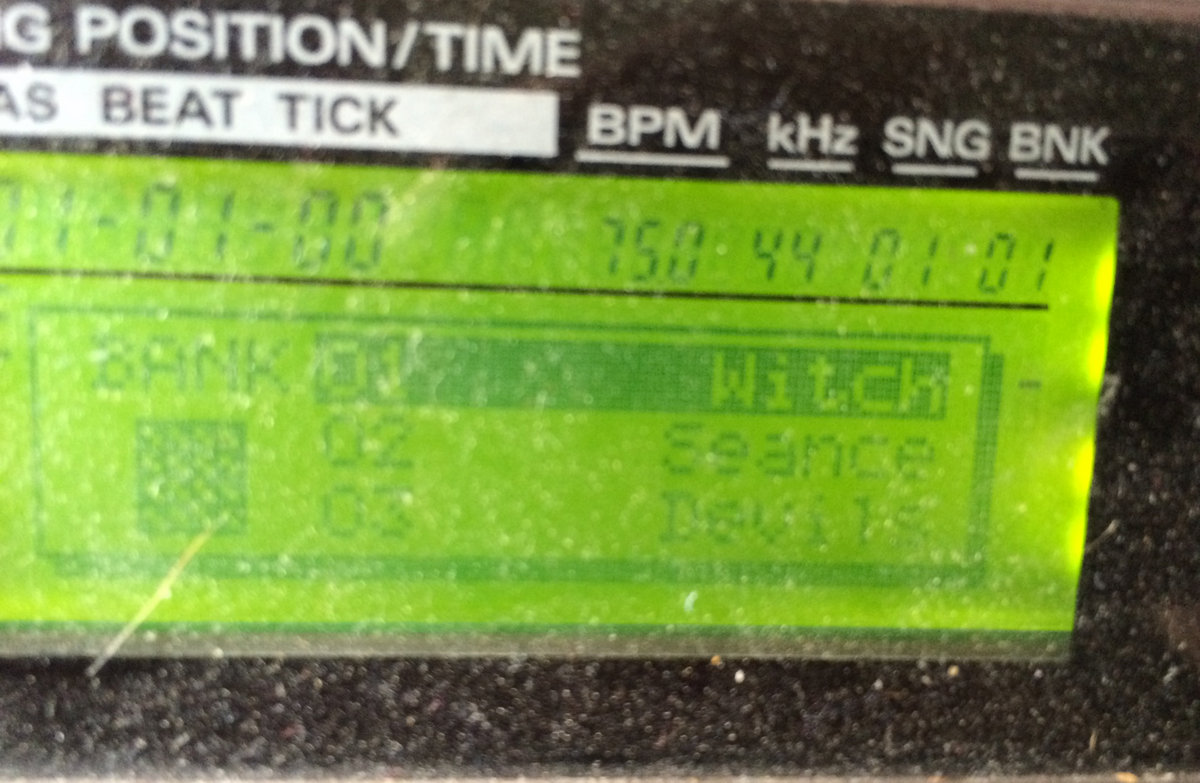 G POSITION/TIME
AS BEAT TICK
BPM kHz SNG BNK
01-01-00 750 44 01 01
BANK 01 Witch
02 Seance
03 Devils